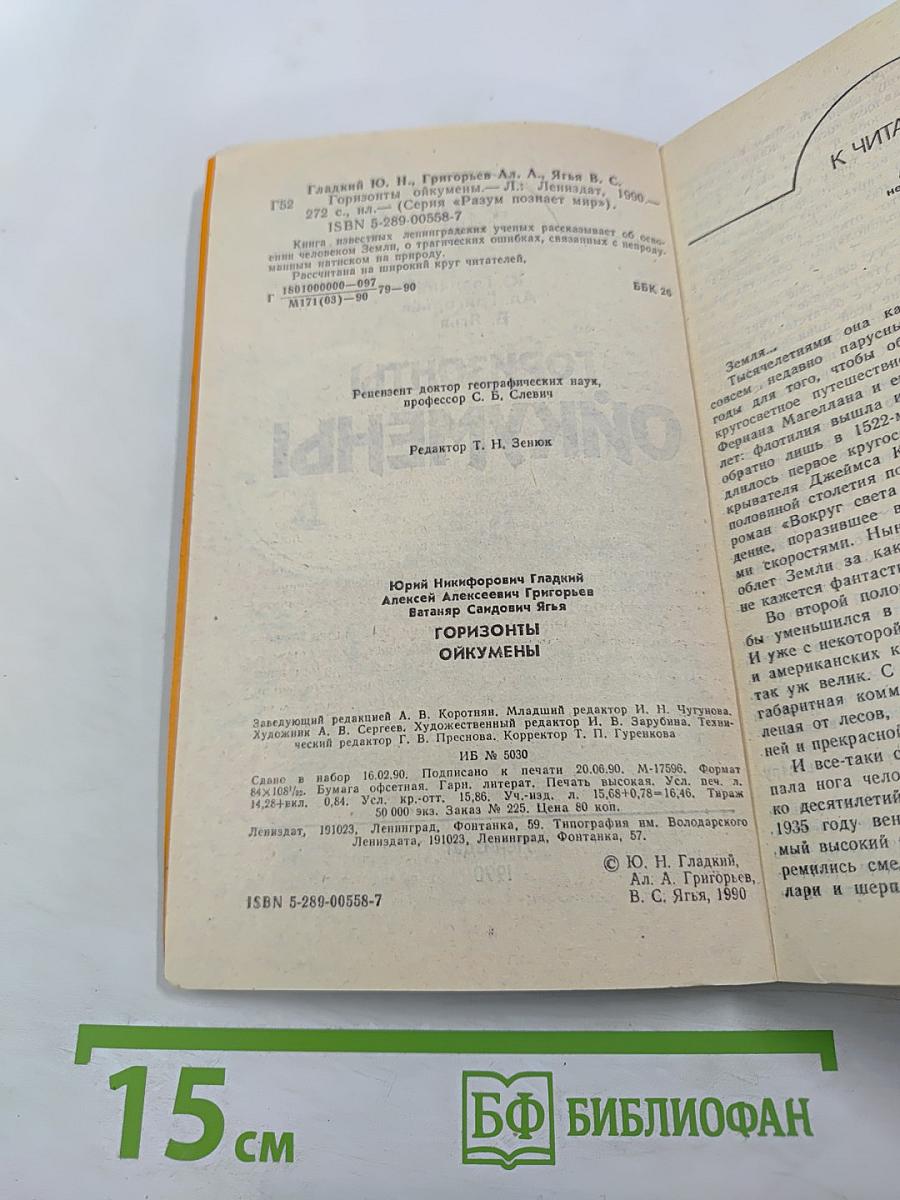 Гладкий Ю. Н., Григорьев Ал. А., Ягья В. С.
Г52 Горизонты ойкумены.— Л.: Лениздат, 1990.—
272 с., ил.— (Серия «Разум познает мир»).
ISBN 5-289-00558-7
Книга известных ленинградских ученых рассказывает об осво-
ении человеком Земли, о трагических ошибках, связанных с непроду-
манным натиском на природу.
Рассчитана на широкий круг читателей.
Г 1801000000—097
М171(03)—90 79—90
ББК 26
Рецензент доктор географических наук,
профессор С. Б. Слевич
Редактор Т. Н. Зенюк
Юрий Никифорович Гладкий
Алексей Алексеевич Григорьев
Ватаняр Саидович Ягья
ГОРИЗОНТЫ
ОЙКУМЕНЫ
Заведующий редакцией А. В. Коротнян. Младший редактор И. Н. Чугунова.
Художник А. В. Сергеев. Художественный редактор И. В. Зарубина. Техни-
ческий редактор Г. В. Преснова. Корректор Т. П. Гуренкова
ИБ № 5030
Сдано в набор 16.02.90. Подписано к печати 20.06.90. М-17596. Формат
84×108¹/₃₂. Бумага офсетная. Гарн. литерат. Печать высокая. Усл. печ. л.
14,28+вкл. 0,84. Усл. кр.-отт. 15,86. Уч.-изд. л. 15,68+0,78=16,46. Тираж
50 000 экз. Заказ № 225. Цена 80 коп.
Лениздат, 191023, Ленинград, Фонтанка, 59. Типография им. Володарского
Лениздата, 191023, Ленинград, Фонтанка, 57.
© Ю. Н. Гладкий,
Ал. А. Григорьев,
В. С. Ягья, 1990
ISBN 5-289-00558-7
К ЧИТА
не
Земля...
Тысячелетиями она ка
совсем недавно парусны
годы для того, чтобы об
кругосветное путешестви
Фернана Магеллана и е
лет: флотилия вышла и
обратно лишь в 1522-м
длилось первое кругос
крывателя Джеймса К
половиной столетия по
роман «Вокруг света
дение, поразившее в
ми скоростями. Нын
облет Земли за как
не кажется фантаст
Во второй поло
бы уменьшился в
И уже с некоторой
и американских к
так уж велик. С
габаритная комм
леная от лесов,
ней и прекрасной
И все-таки с
пала нога чело
ко десятилетий
1935 году вен
мый высокий
ремились сме
лари и шерп
15 см
БФ БИБЛИОФАН